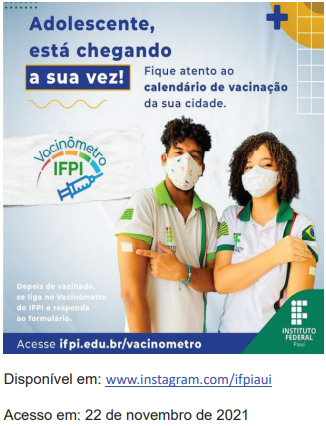 Adolescente,
está chegando
a sua vez!
Fique atento ao
calendário de vacinação
da sua cidade.
Vacinômetro
IFPI
Depois de vacinado,
se liga no Vacinômetro
do IFPI e responda
ao formulário.
INSTITUTO
FEDERAL
Piauí
Acesse ifpi.edu.br/vacinometro
Disponível em: www.instagram.com/ifpiaui
Acesso em: 22 de novembro de 2021